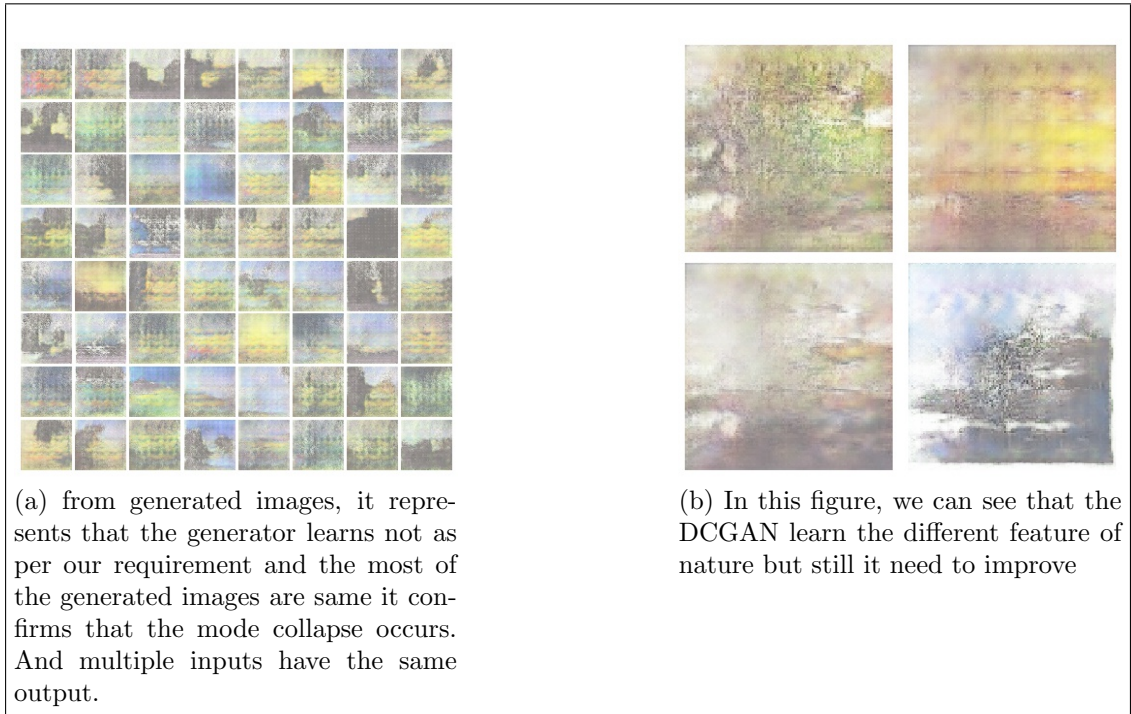 (a) from generated images, it repre-
sents that the generator learns not as
per our requirement and the most of
the generated images are same it con-
firms that the mode collapse occurs.
And multiple inputs have the same
output.
(b) In this figure, we can see that the
DCGAN learn the different feature of
nature but still it need to improve